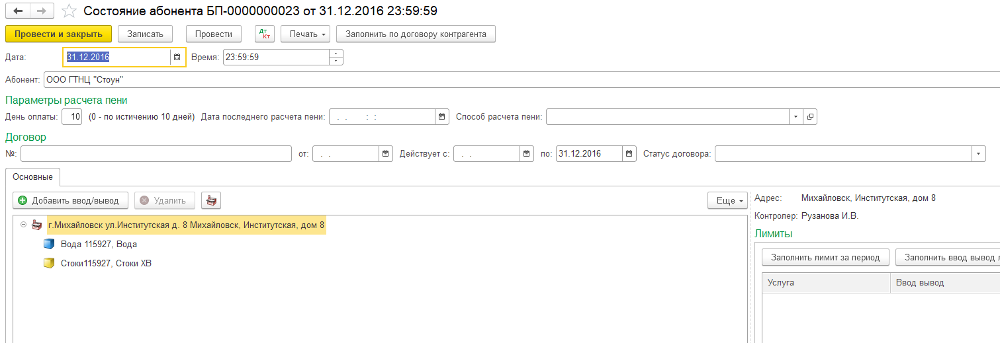 Состояние абонента БП-0000000023 от 31.12.2016 23:59:59
Провести и закрыть Записать Провести Дт Кт Печать Заполнить по договору контрагента
Дата: 31.12.2016 Время: 23:59:59
Абонент: ООО ГТНЦ "Стоун"
Параметры расчета пени
День оплаты: 10 (0 - по истичению 10 дней) Дата последнего расчета пени: . . : : Способ расчета пени:
Договор
№: от: . . Действует с: . . по: 31.12.2016 Статус договора:
Основные
Добавить ввод/вывод Удалить Еще
г.Михайловск ул.Институтская д. 8 Михайловск, Институтская, дом 8
Вода 115927, Вода
Стоки115927, Стоки ХВ
Адрес: Михайловск, Институтская, дом 8
Контролер: Рузанова И.В.
Лимиты
Заполнить лимит за период Заполнить ввод вывод л
Услуга Ввод вывод